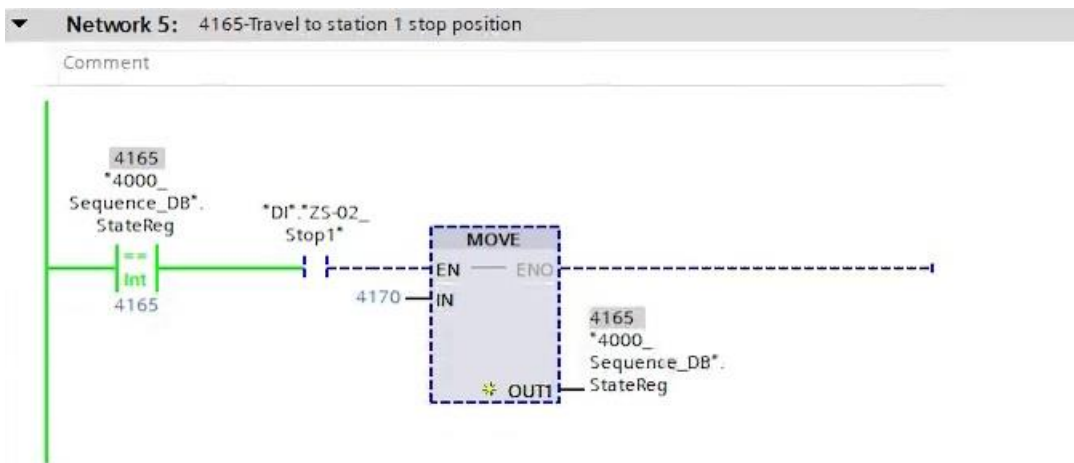 Network 5: 4165-Travel to station 1 stop position
Comment
4165
"4000_
Sequence_DB".
StateReg
==
Int
4165
"DI"."ZS-02_
Stop1"
MOVE
EN ENO
4170 IN
OUT1
4165
"4000_
Sequence_DB".
StateReg